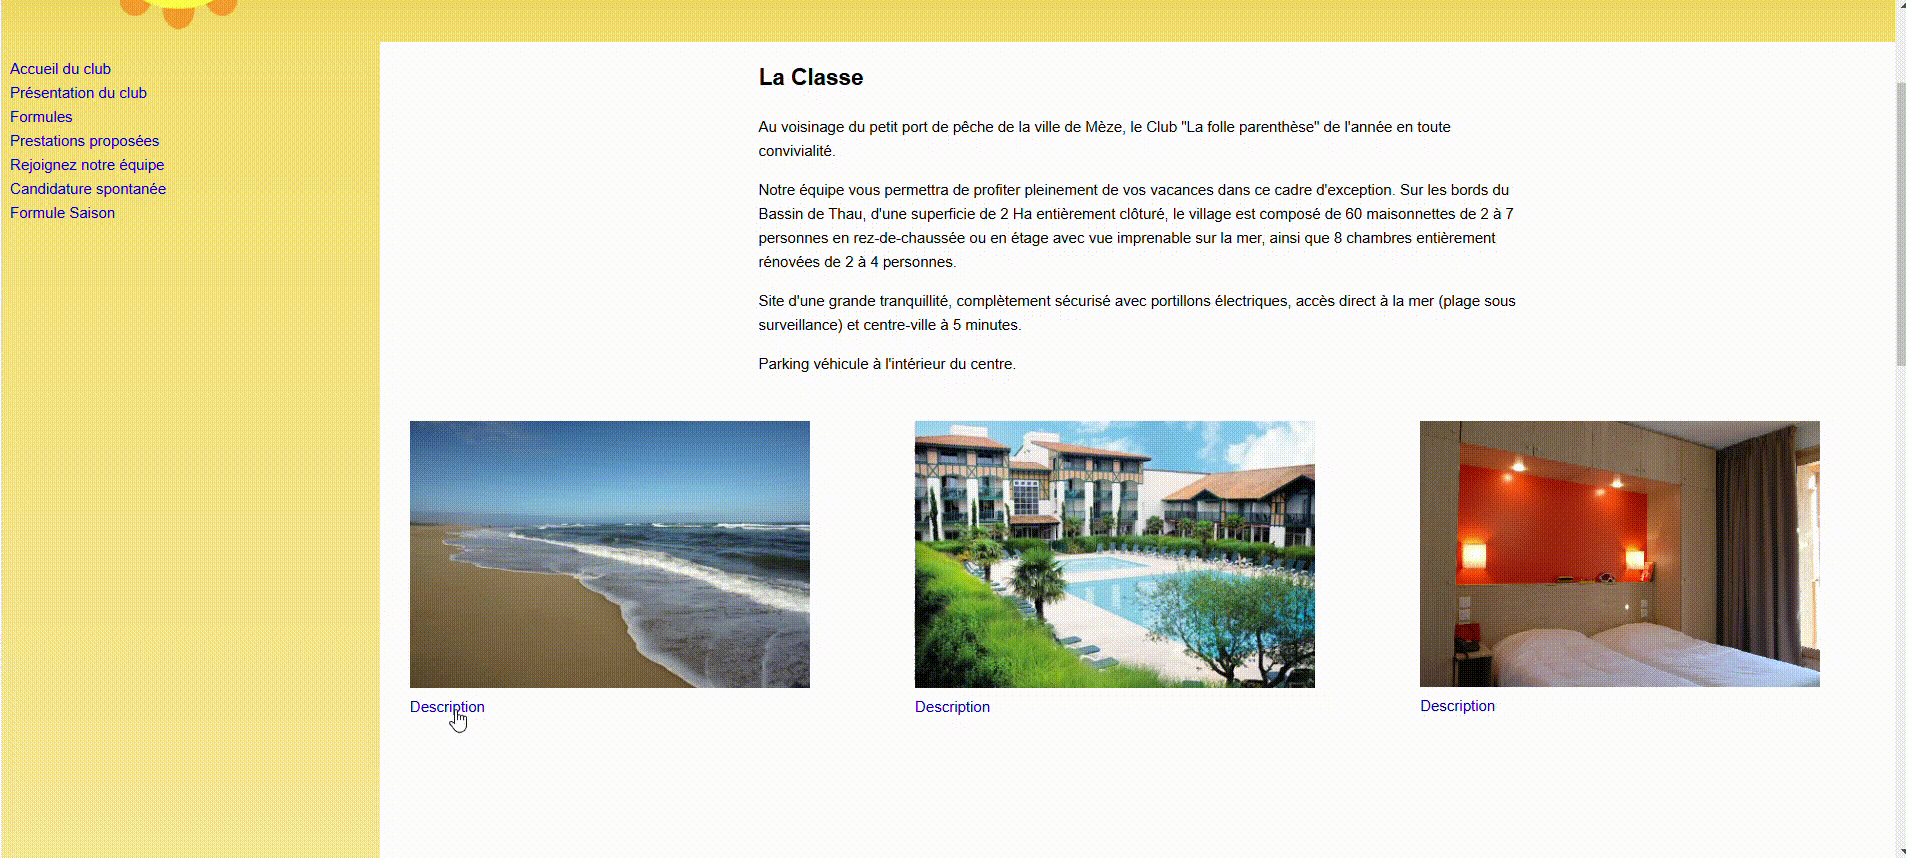 Accueil du club
Présentation du club
Formules
Prestations proposées
Rejoignez notre équipe
Candidature spontanée
Formule Saison
La Classe
Au voisinage du petit port de pêche de la ville de Mèze, le Club "La folle parenthèse" de l'année en toute
convivialité.
Notre équipe vous permettra de profiter pleinement de vos vacances dans ce cadre d'exception. Sur les bords du
Bassin de Thau, d'une superficie de 2 Ha entièrement clôturé, le village est composé de 60 maisonnettes de 2 à 7
personnes en rez-de-chaussée ou en étage avec vue imprenable sur la mer, ainsi que 8 chambres entièrement
rénovées de 2 à 4 personnes.
Site d'une grande tranquillité, complètement sécurisé avec portillons électriques, accès direct à la mer (plage sous
surveillance) et centre-ville à 5 minutes.
Parking véhicule à l'intérieur du centre.
Description
Description
Description